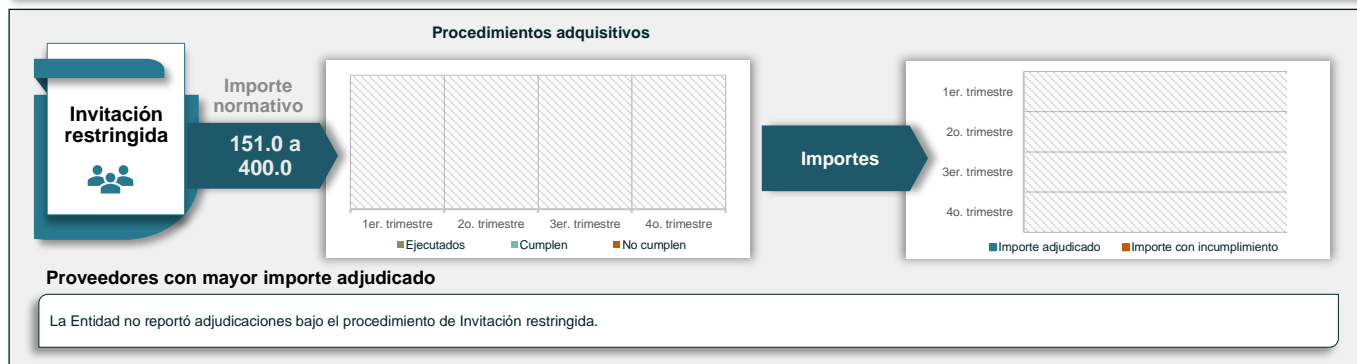 Procedimientos adquisitivos
Invitación
restringida
Importe
normativo
151.0 a
400.0
1er. trimestre 2o. trimestre 3er. trimestre 4o. trimestre
Ejecutados Cumplen No cumplen
Importes
1er. trimestre
2o. trimestre
3er. trimestre
4o. trimestre
Importe adjudicado Importe con incumplimiento
Proveedores con mayor importe adjudicado
La Entidad no reportó adjudicaciones bajo el procedimiento de Invitación restringida.